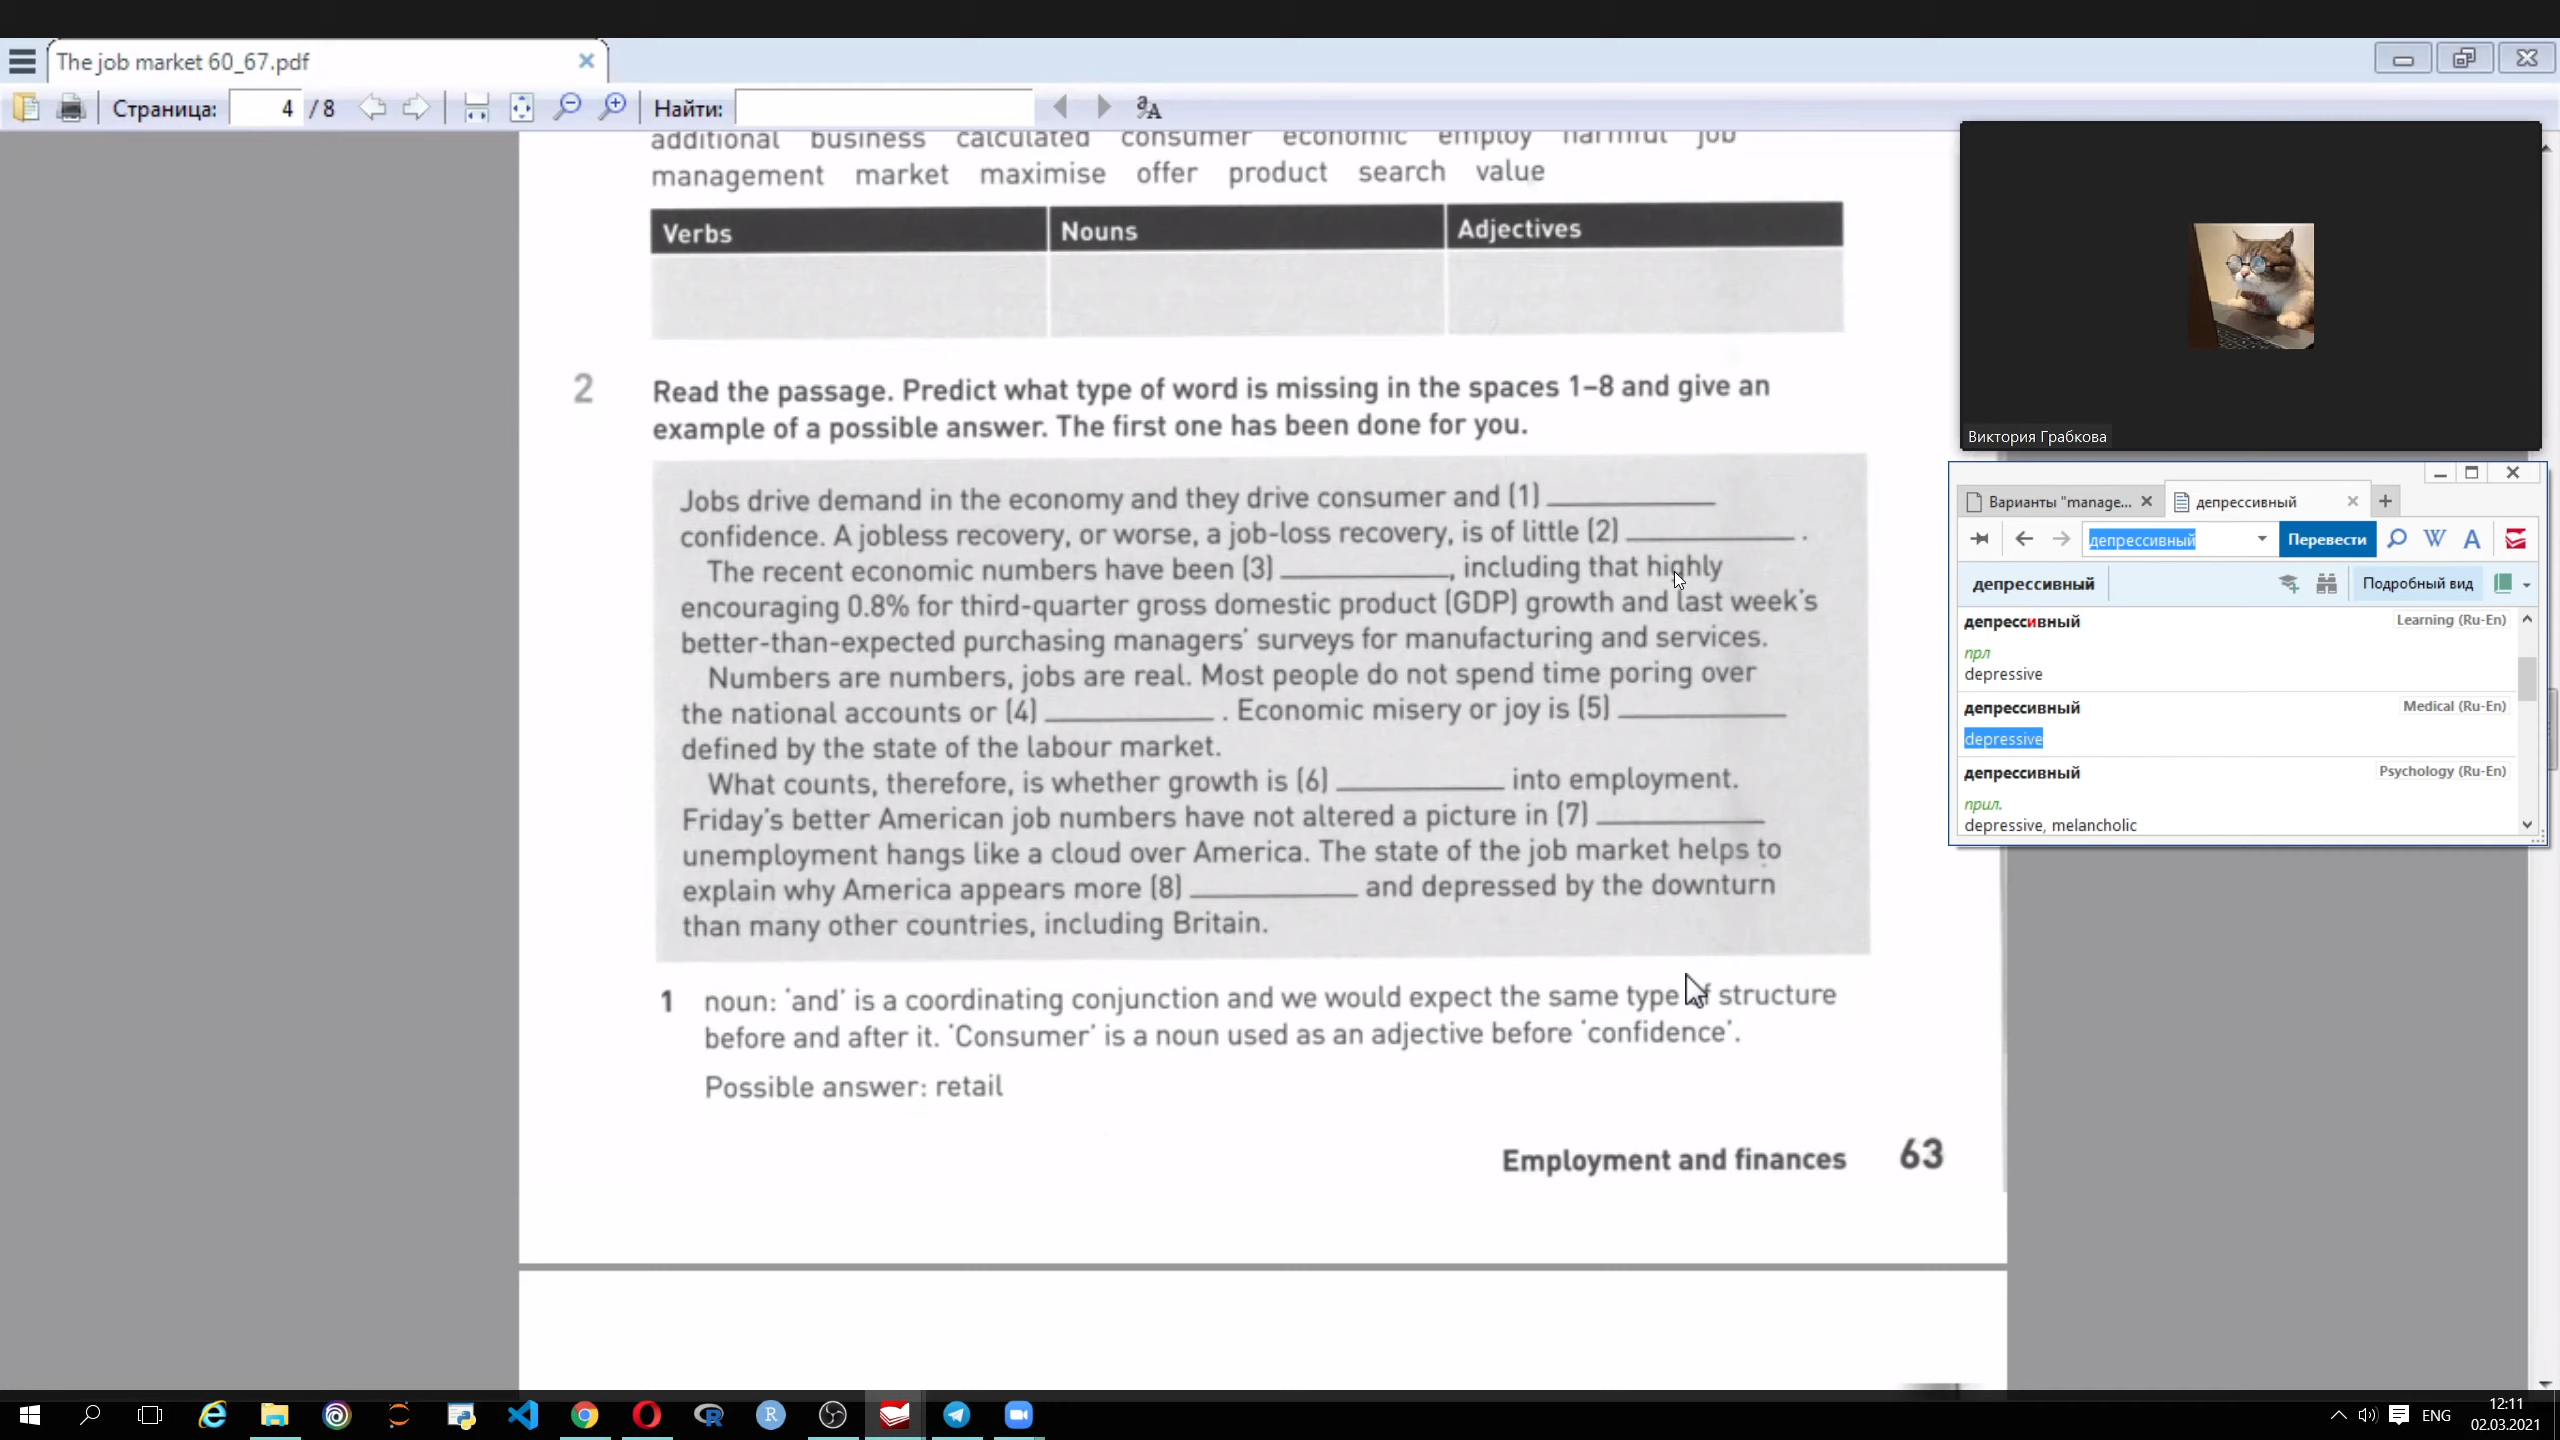 The job market 60_67.pdf
Страница: 4 / 8 Найти:
additional business calculated consumer economic employ harmful job
management market maximise offer product search value
Verbs Nouns Adjectives
2 Read the passage. Predict what type of word is missing in the spaces 1–8 and give an
example of a possible answer. The first one has been done for you.
Jobs drive demand in the economy and they drive consumer and (1) ____________
confidence. A jobless recovery, or worse, a job-loss recovery, is of little (2) ____________ .
The recent economic numbers have been (3) ____________, including that highly
encouraging 0.8% for third-quarter gross domestic product (GDP) growth and last week's
better-than-expected purchasing managers' surveys for manufacturing and services.
Numbers are numbers, jobs are real. Most people do not spend time poring over
the national accounts or (4) ____________ . Economic misery or joy is (5) ____________
defined by the state of the labour market.
What counts, therefore, is whether growth is (6) ____________ into employment.
Friday's better American job numbers have not altered a picture in (7) ____________
unemployment hangs like a cloud over America. The state of the job market helps to
explain why America appears more (8) ____________ and depressed by the downturn
than many other countries, including Britain.
1 noun: 'and' is a coordinating conjunction and we would expect the same type of structure
before and after it. 'Consumer' is a noun used as an adjective before 'confidence'.
Possible answer: retail
Employment and finances 63
Виктория Грабкова
Варианты "manage... депрессивный
депрессивный Перевести
депрессивный Подробный вид
депрессивный Learning (Ru-En)
прл
depressive
депрессивный Medical (Ru-En)
depressive
депрессивный Psychology (Ru-En)
прил.
depressive, melancholic
ENG
12:11
02.03.2021